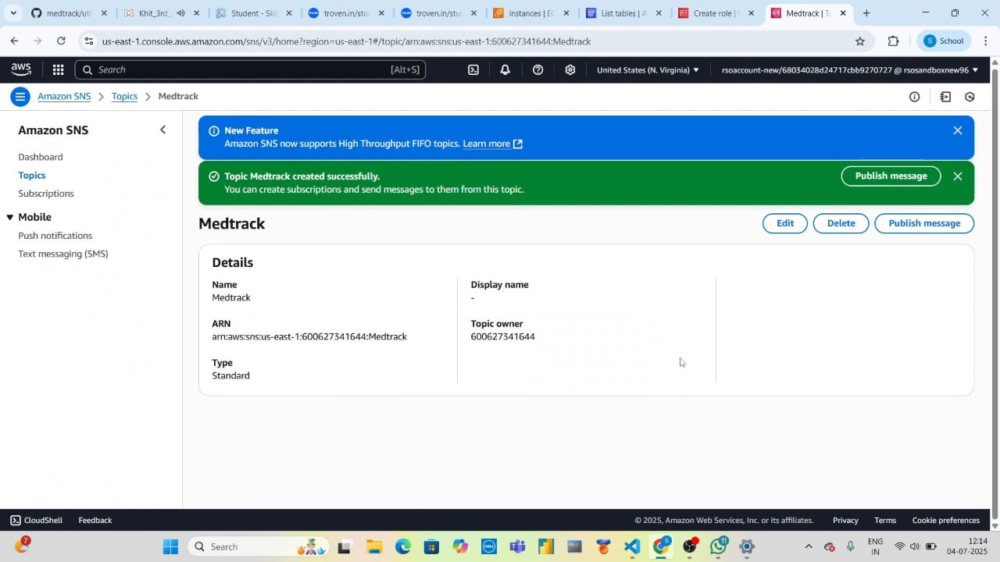 medtrack/uti
Khit_3rd_
Student - Ski
troven.in/stu
troven.in/stu
Instances | EC
List tables | A
Create role |
Medtrack | To
us-east-1.console.aws.amazon.com/sns/v3/home?region=us-east-1#/topic/arn:aws:sns:us-east-1:600627341644:Medtrack
S School
aws
Search [Alt+S]
United States (N. Virginia)
rsoaccount-new/68034028d24717cbb9270727 @ rsosandboxnew96
Amazon SNS > Topics > Medtrack
Amazon SNS
Dashboard
Topics
Subscriptions
Mobile
Push notifications
Text messaging (SMS)
New Feature
Amazon SNS now supports High Throughput FIFO topics. Learn more
Topic Medtrack created successfully.
You can create subscriptions and send messages to them from this topic.
Publish message
Medtrack
Edit
Delete
Publish message
Details
Name
Medtrack
ARN
arn:aws:sns:us-east-1:600627341644:Medtrack
Type
Standard
Display name
-
Topic owner
600627341644
CloudShell
Feedback
© 2025, Amazon Web Services, Inc. or its affiliates.
Privacy
Terms
Cookie preferences
7
Search
DELL
S
11
ENG
IN
12:14
04-07-2025